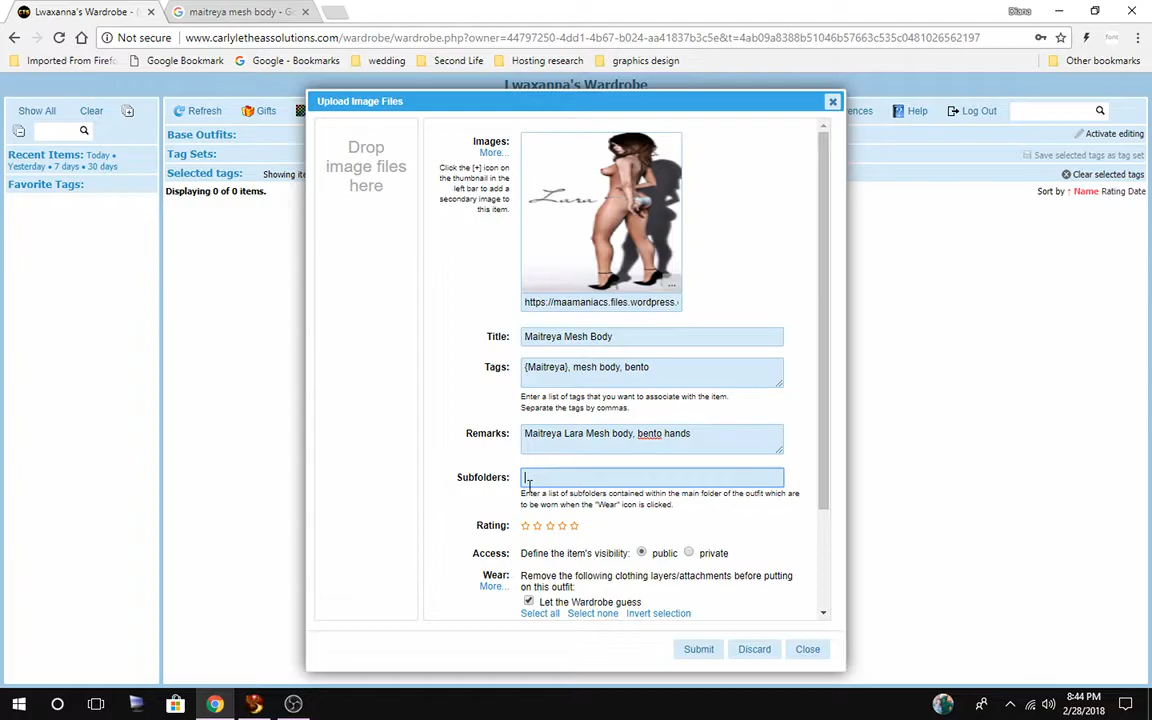 Lwaxanna's Wardrobe - (
maitreya mesh body - G
Diana
Not secure
www.carlyletheassolutions.com/wardrobe/wardrobe.php?owner=44797250-4dd1-4b67-b024-aa41837b3c5e&t=4ab09a8388b51046b57663c535c0481026562197
Imported From Firef
Google Bookmark
Google - Bookmarks
wedding
Second Life
Hosting research
graphics design
Other bookmarks
Lwaxanna's Wardrobe
Show All
Clear
Refresh
Gifts
Help
Log Out
Recent Items: Today •
Yesterday • 7 days • 30 days
Favorite Tags:
Base Outfits:
Activate editing
Tag Sets:
Save selected tags as tag set
Selected tags:
Clear selected tags
Displaying 0 of 0 items.
Sort by ↑ Name Rating Date
Upload Image Files
Drop
image files
here
Images:
More...
Click the [+] icon on
the thumbnail in the
left bar to add a
secondary image to
this item.
Lara
...
https://maamaniacs.files.wordpress.
Title:
Maitreya Mesh Body
Tags:
{Maitreya}, mesh body, bento
Enter a list of tags that you want to associate with the item.
Separate the tags by commas.
Remarks:
Maitreya Lara Mesh body, bento hands
Subfolders:
Enter a list of subfolders contained within the main folder of the outfit which are
to be worn when the "Wear" icon is clicked.
Rating:
Access:
Define the item's visibility:
public
private
Wear:
More...
Remove the following clothing layers/attachments before putting
on this outfit:
Let the Wardrobe guess
Select all
Select none
Invert selection
Submit
Discard
Close
8:44 PM
2/28/2018